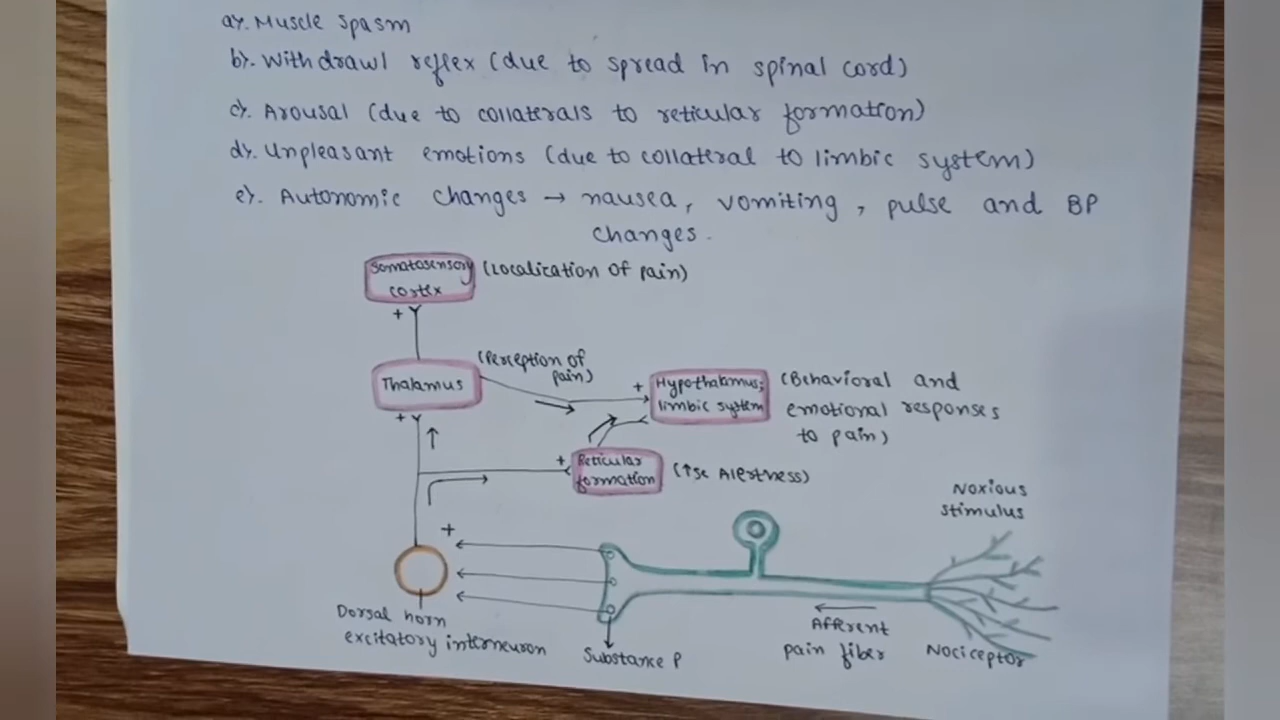 a). Muscle spasm
b). Withdrawl reflex (due to spread in spinal cord)
c). Arousal (due to collaterals to reticular formation)
d). Unpleasant emotions (due to collateral to limbic system)
e). Autonomic changes → nausea, vomiting, pulse and BP
changes.
Somatosensory
cortex
(Localization of pain)
+
Thalamus
(Perception of
pain)
+
+
Hypothalamus;
limbic system
(Behavioral and
emotional responses
to pain)
+
Reticular
formation
(↑se Alertness)
Noxious
stimulus
+
Dorsal horn
excitatory interneuron
Substance P
Afferent
pain fiber
Nociceptor